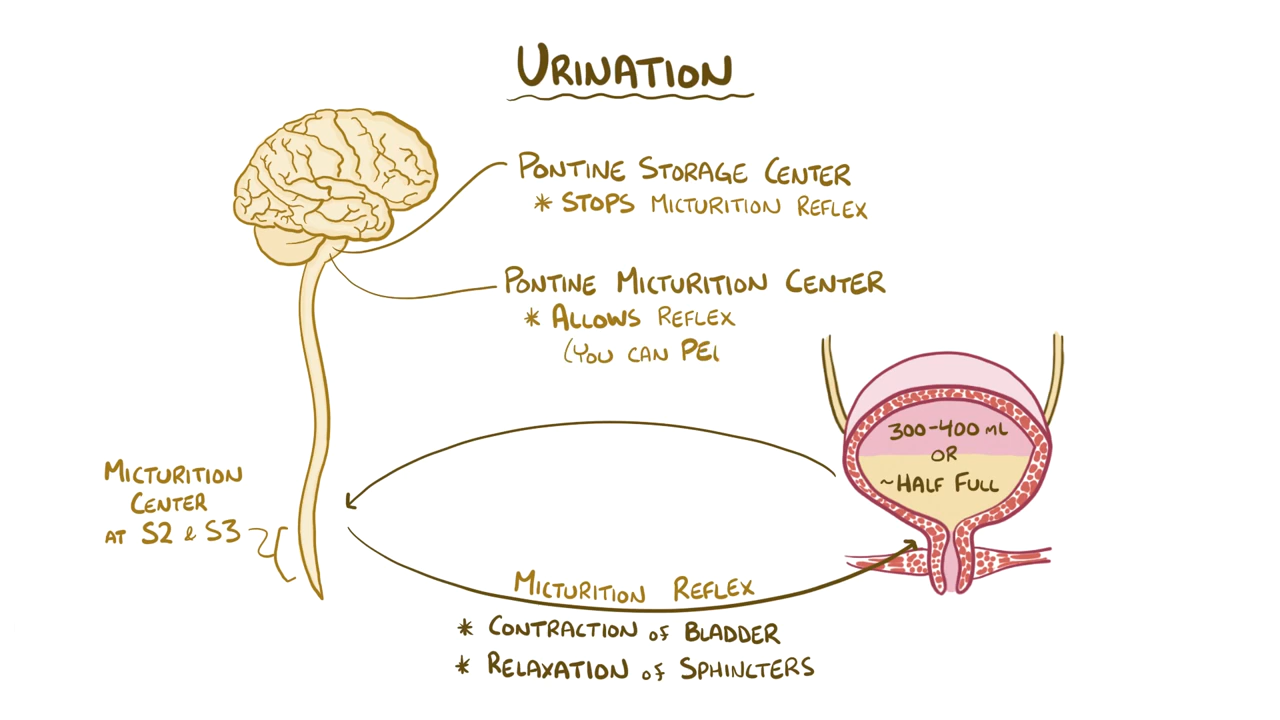 URINATION
PONTINE STORAGE CENTER
* STOPS MICTURITION REFLEX
PONTINE MICTURITION CENTER
* ALLOWS REFLEX
(YOU CAN PE
300-400 mL
OR
~HALF FULL
MICTURITION
CENTER
AT S2 & S3
MICTURITION REFLEX
* CONTRACTION of BLADDER
* RELAXATION of SPHINCTERS